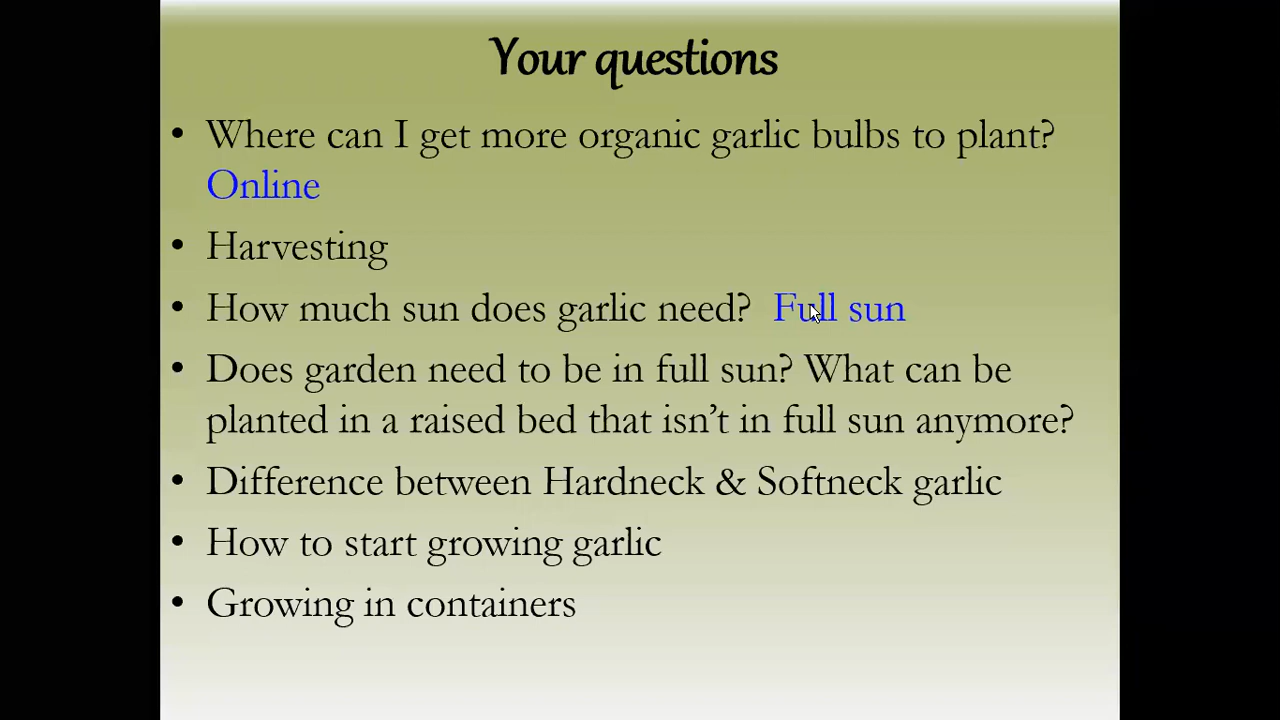 Your questions
• Where can I get more organic garlic bulbs to plant?
Online
• Harvesting
• How much sun does garlic need? Full sun
• Does garden need to be in full sun? What can be
planted in a raised bed that isn’t in full sun anymore?
• Difference between Hardneck & Softneck garlic
• How to start growing garlic
• Growing in containers